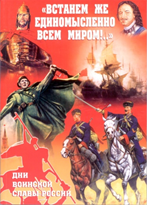 «ВСТАНЕМ ЖЕ
ЕДИНОМЫСЛЕННО
ВСЕМ МИРОМ!..»
ДНИ
ВОИНСКОЙ
СЛАВЫ РОССИИ